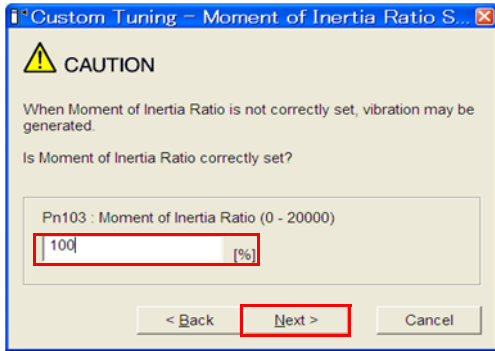 Custom Tuning - Moment of Inertia Ratio S...
CAUTION
When Moment of Inertia Ratio is not correctly set, vibration may be
generated.
Is Moment of Inertia Ratio correctly set?
Pn103 : Moment of Inertia Ratio (0 - 20000)
100 [%]
< Back Next > Cancel